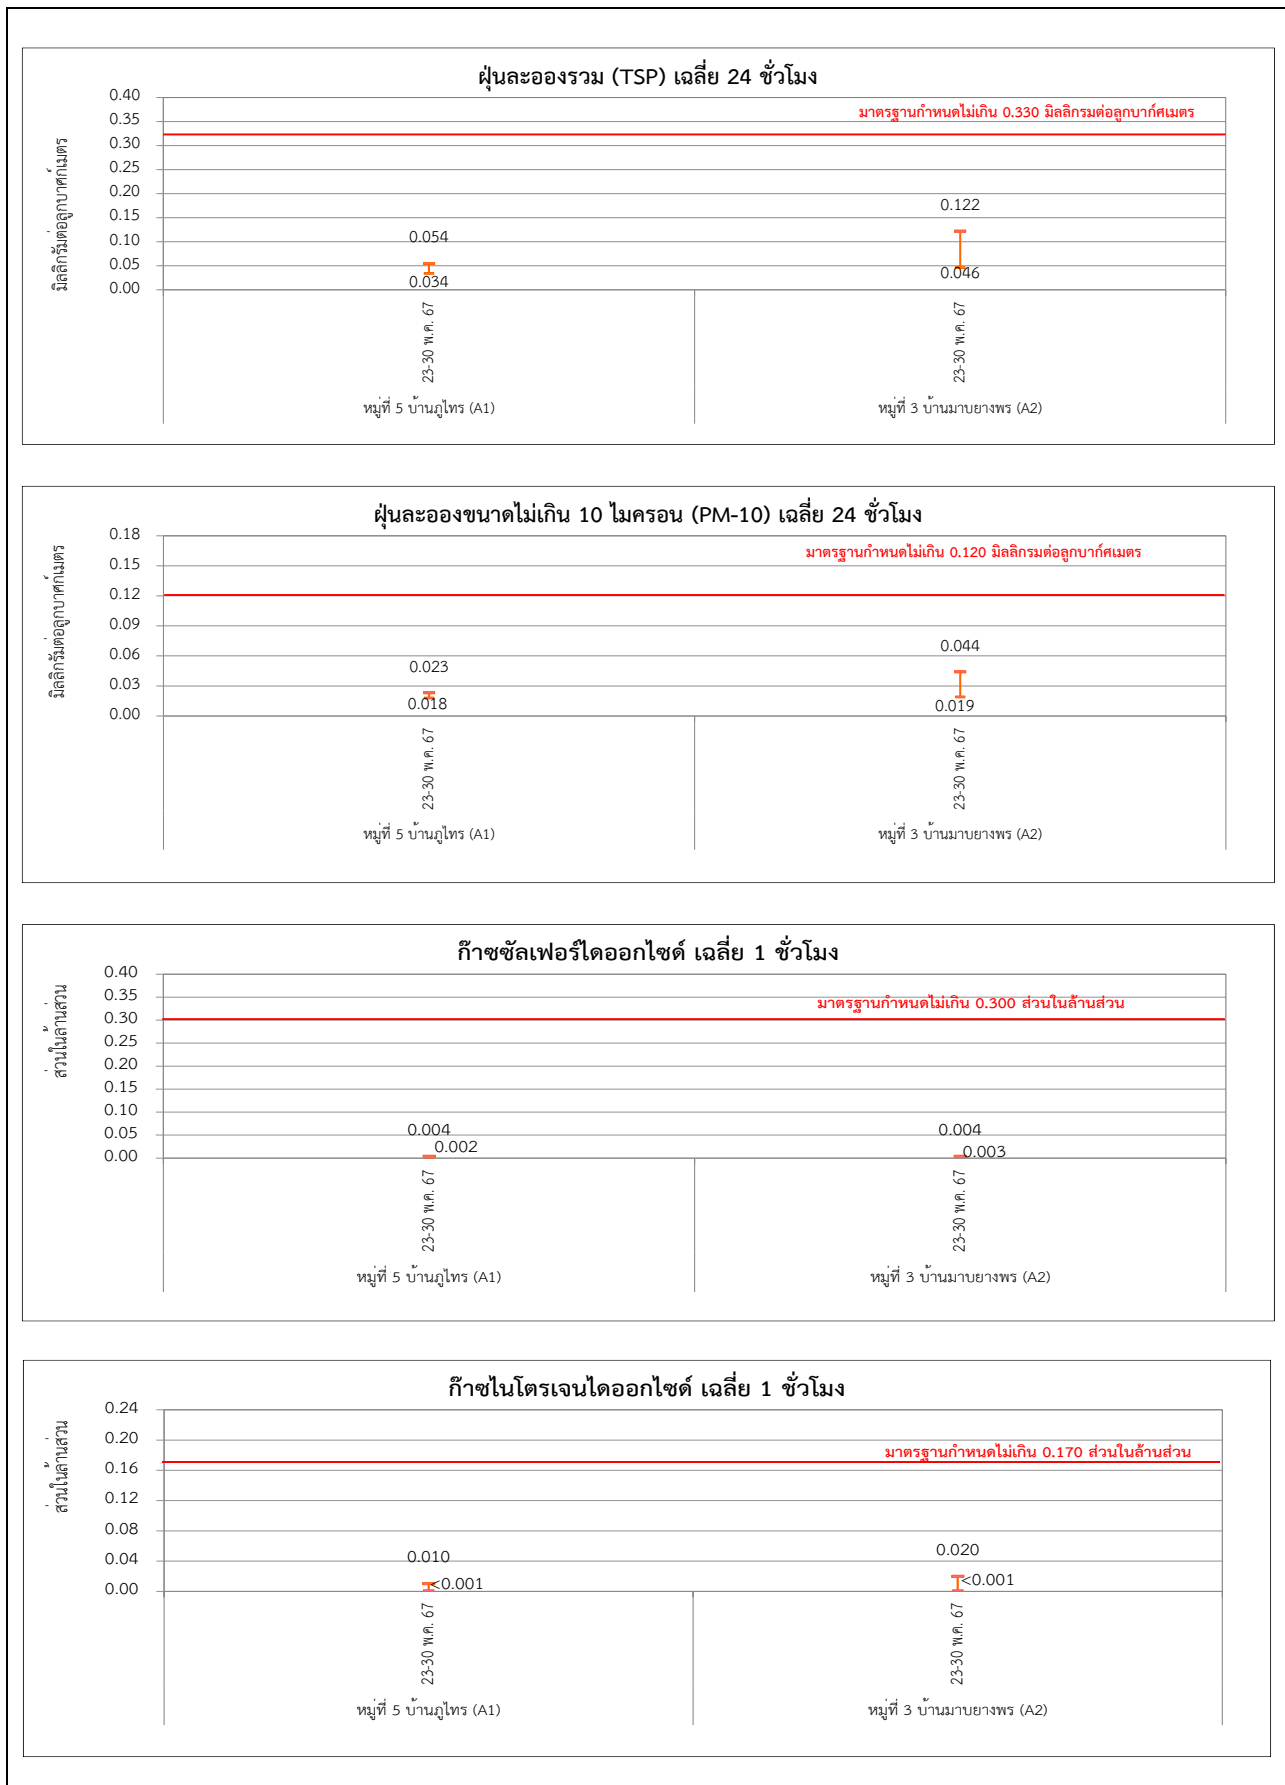 ฝุ่นละอองรวม (TSP) เฉลี่ย 24 ชั่วโมง
มิลลิกรัมต่อลูกบาศก์เมตร
0.40
0.35
0.30
0.25
0.20
0.15
0.10
0.05
0.00
มาตรฐานกำหนดไม่เกิน 0.330 มิลลิกรมต่อลูกบาก์ศเมตร
0.054
0.034
0.122
0.046
23-30 พ.ค. 67
23-30 พ.ค. 67
หมู่ที่ 5 บ้านภูไทร (A1)
หมู่ที่ 3 บ้านมาบยางพร (A2)
ฝุ่นละอองขนาดไม่เกิน 10 ไมครอน (PM-10) เฉลี่ย 24 ชั่วโมง
มิลลิกรัมต่อลูกบาศก์เมตร
0.18
0.15
0.12
0.09
0.06
0.03
0.00
มาตรฐานกำหนดไม่เกิน 0.120 มิลลิกรมต่อลูกบาก์ศเมตร
0.023
0.018
0.044
0.019
23-30 พ.ค. 67
23-30 พ.ค. 67
หมู่ที่ 5 บ้านภูไทร (A1)
หมู่ที่ 3 บ้านมาบยางพร (A2)
ก๊าซซัลเฟอร์ไดออกไซด์ เฉลี่ย 1 ชั่วโมง
ส่วนในล้านส่วน
0.40
0.35
0.30
0.25
0.20
0.15
0.10
0.05
0.00
มาตรฐานกำหนดไม่เกิน 0.300 ส่วนในล้านส่วน
0.004
0.002
0.004
0.003
23-30 พ.ค. 67
23-30 พ.ค. 67
หมู่ที่ 5 บ้านภูไทร (A1)
หมู่ที่ 3 บ้านมาบยางพร (A2)
ก๊าซไนโตรเจนไดออกไซด์ เฉลี่ย 1 ชั่วโมง
ส่วนในล้านส่วน
0.24
0.20
0.16
0.12
0.08
0.04
0.00
มาตรฐานกำหนดไม่เกิน 0.170 ส่วนในล้านส่วน
0.010
<0.001
0.020
<0.001
23-30 พ.ค. 67
23-30 พ.ค. 67
หมู่ที่ 5 บ้านภูไทร (A1)
หมู่ที่ 3 บ้านมาบยางพร (A2)